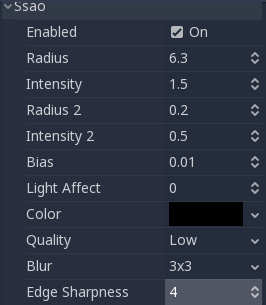 Ssao
Enabled On
Radius 6.3
Intensity 1.5
Radius 2 0.2
Intensity 2 0.5
Bias 0.01
Light Affect 0
Color
Quality Low
Blur 3x3
Edge Sharpness 4